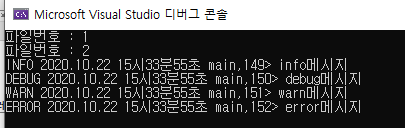 Microsoft Visual Studio 디버그 콘솔
파일번호 : 1
파일번호 : 2
INFO 2020.10.22 15시33분55초 main,149> info메시지
DEBUG 2020.10.22 15시33분55초 main,150> debug메시지
WARN 2020.10.22 15시33분55초 main,151> warn메시지
ERROR 2020.10.22 15시33분55초 main,152> error메시지